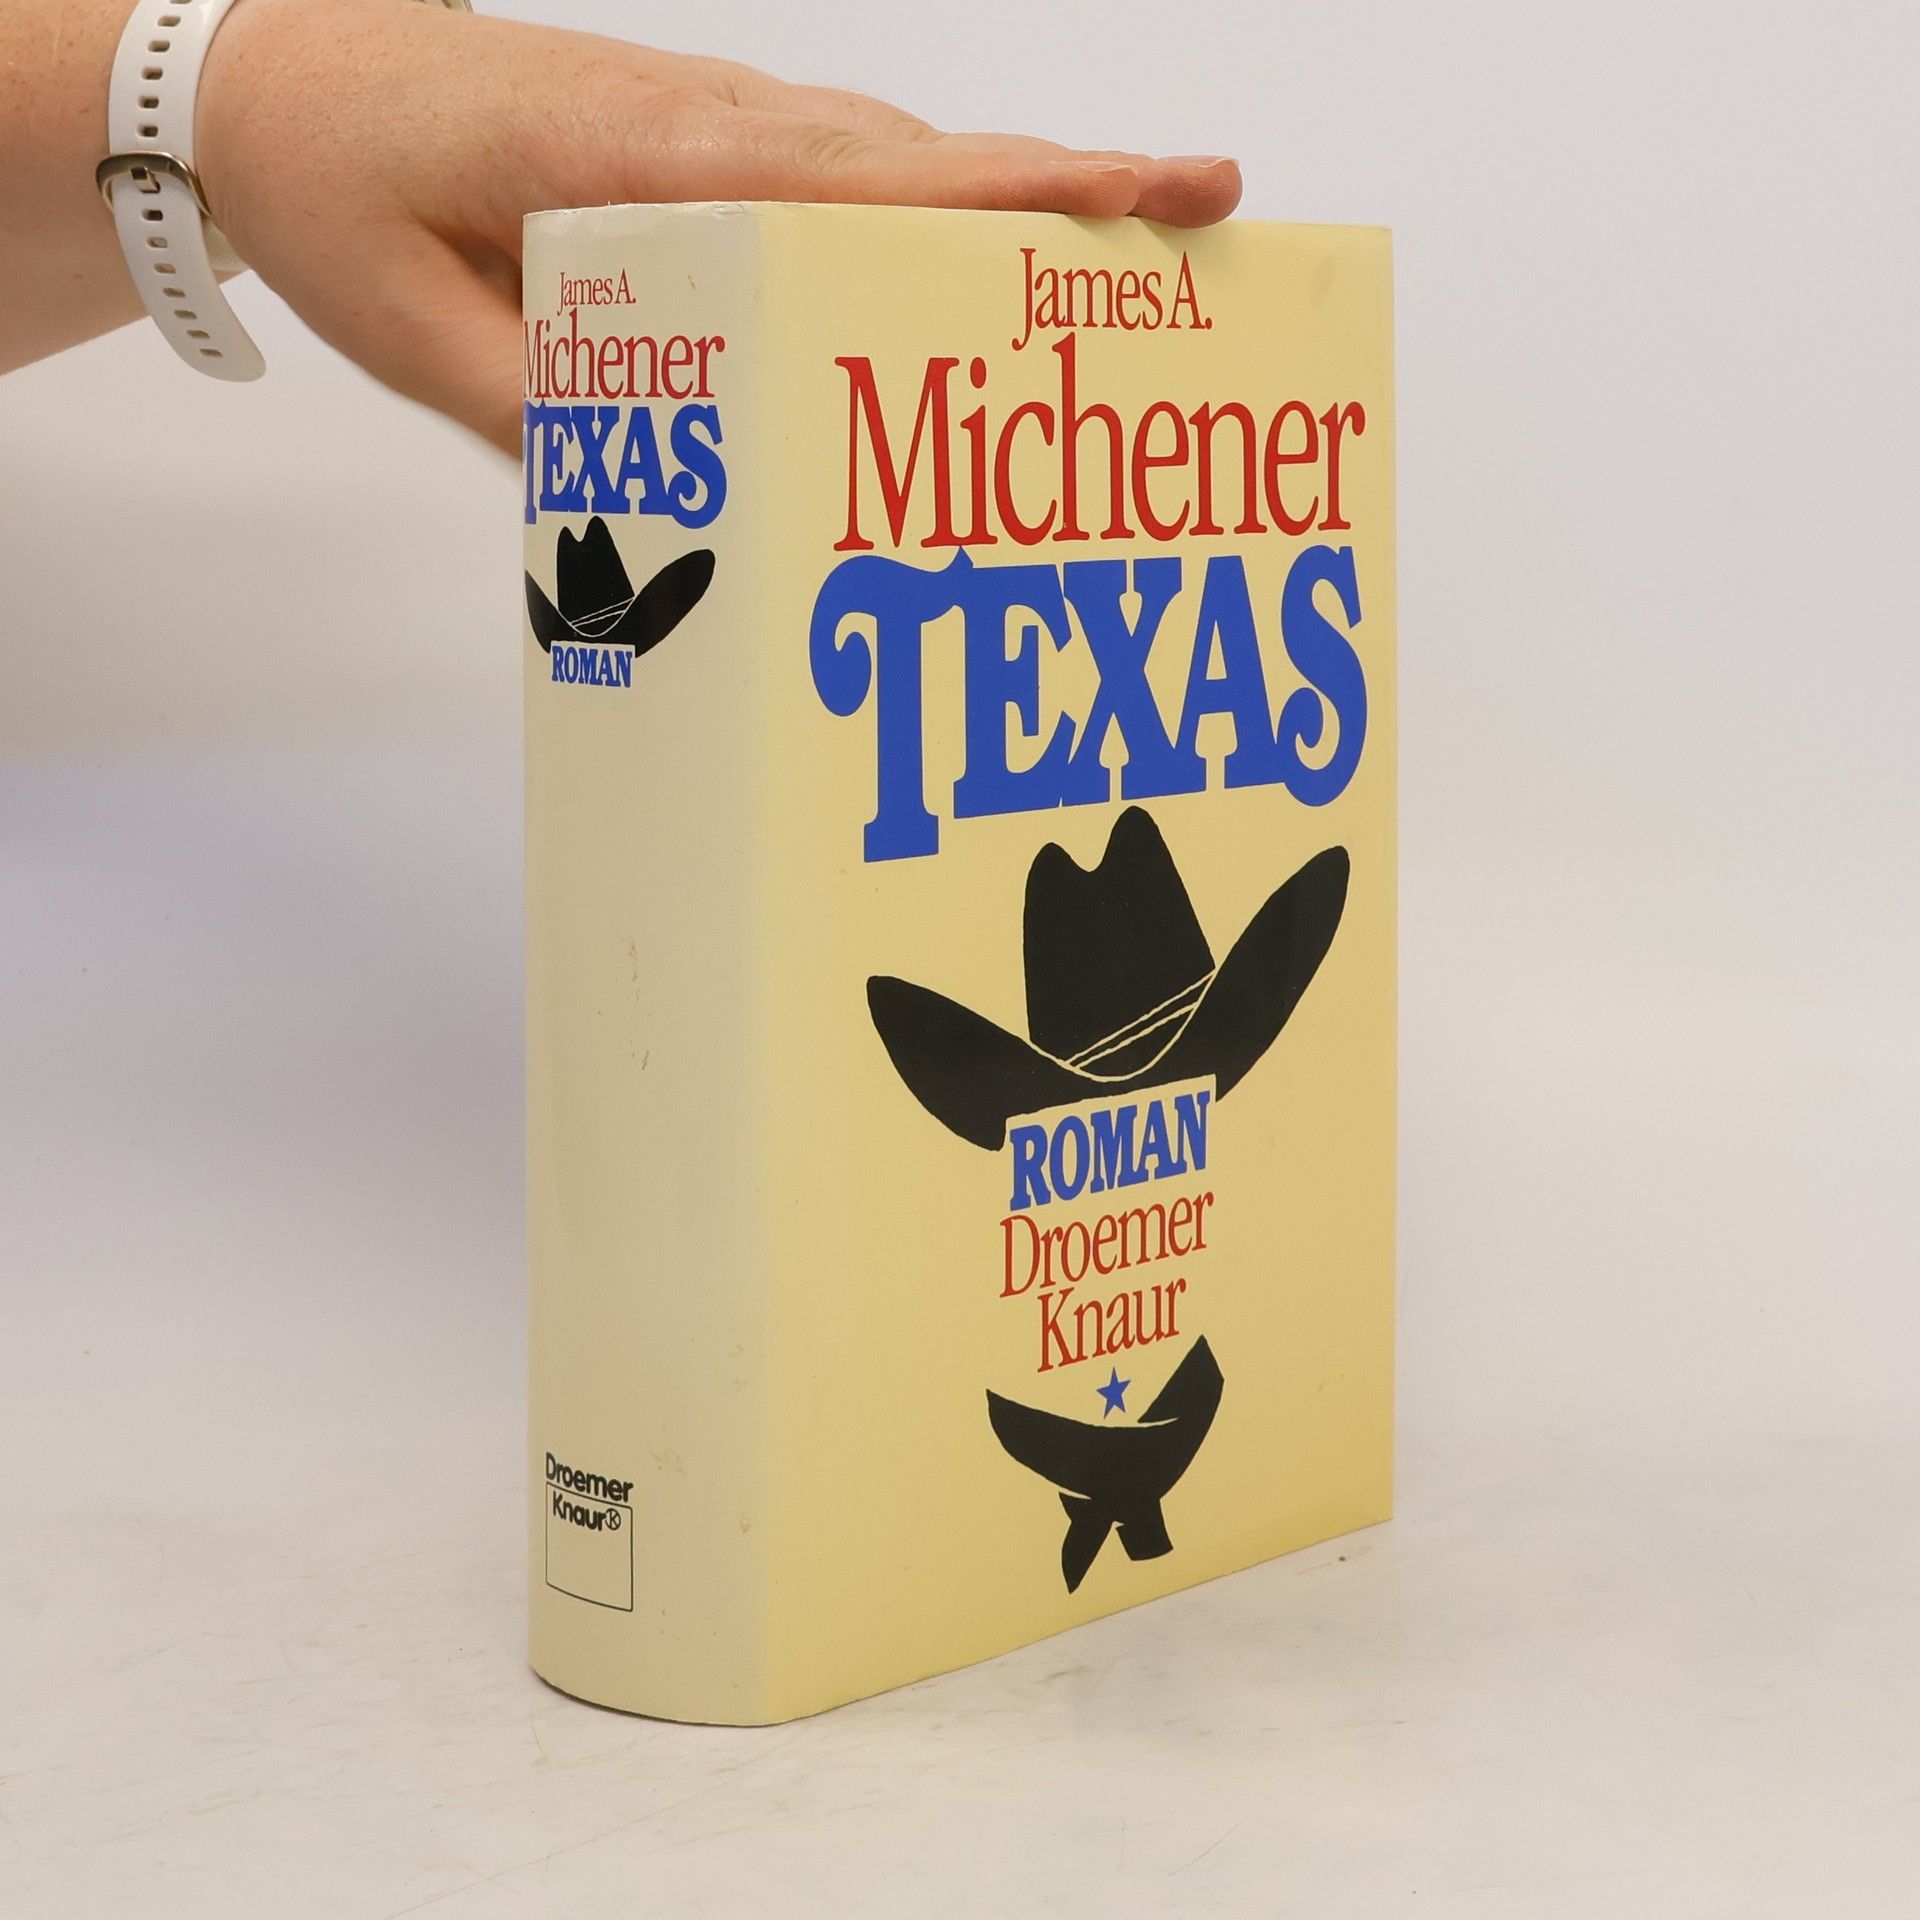 James A.
Michener
TEXAS
ROMAN
Droemer
Knaur
James A.
Michener
TEXAS
ROMAN
Droemer
Knaur